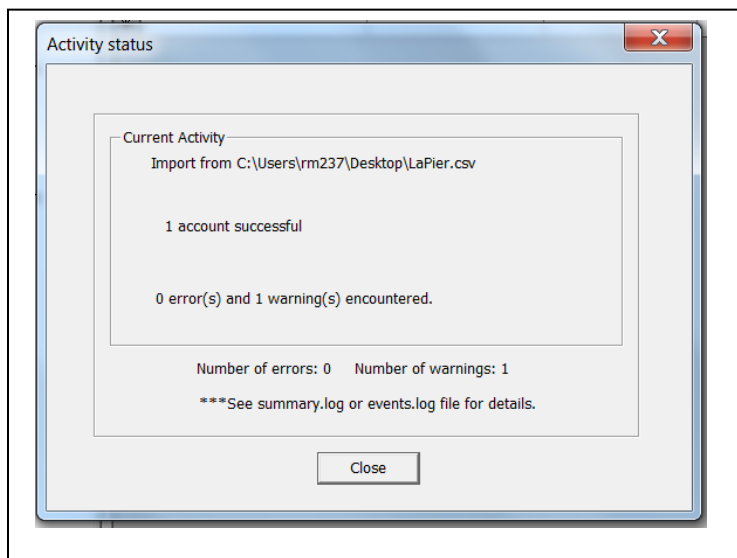 Activity status
Current Activity
Import from C:\Users\rm237\Desktop\LaPier.csv
1 account successful
0 error(s) and 1 warning(s) encountered.
Number of errors: 0 Number of warnings: 1
***See summary.log or events.log file for details.
Close